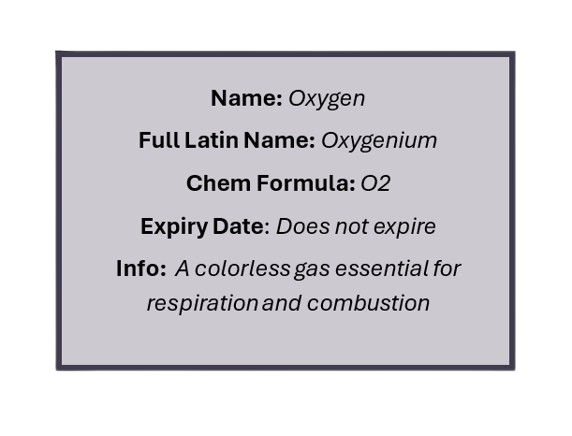 Name: Oxygen
Full Latin Name: Oxygenium
Chem Formula: O2
Expiry Date: Does not expire
Info: A colorless gas essential for
respiration and combustion